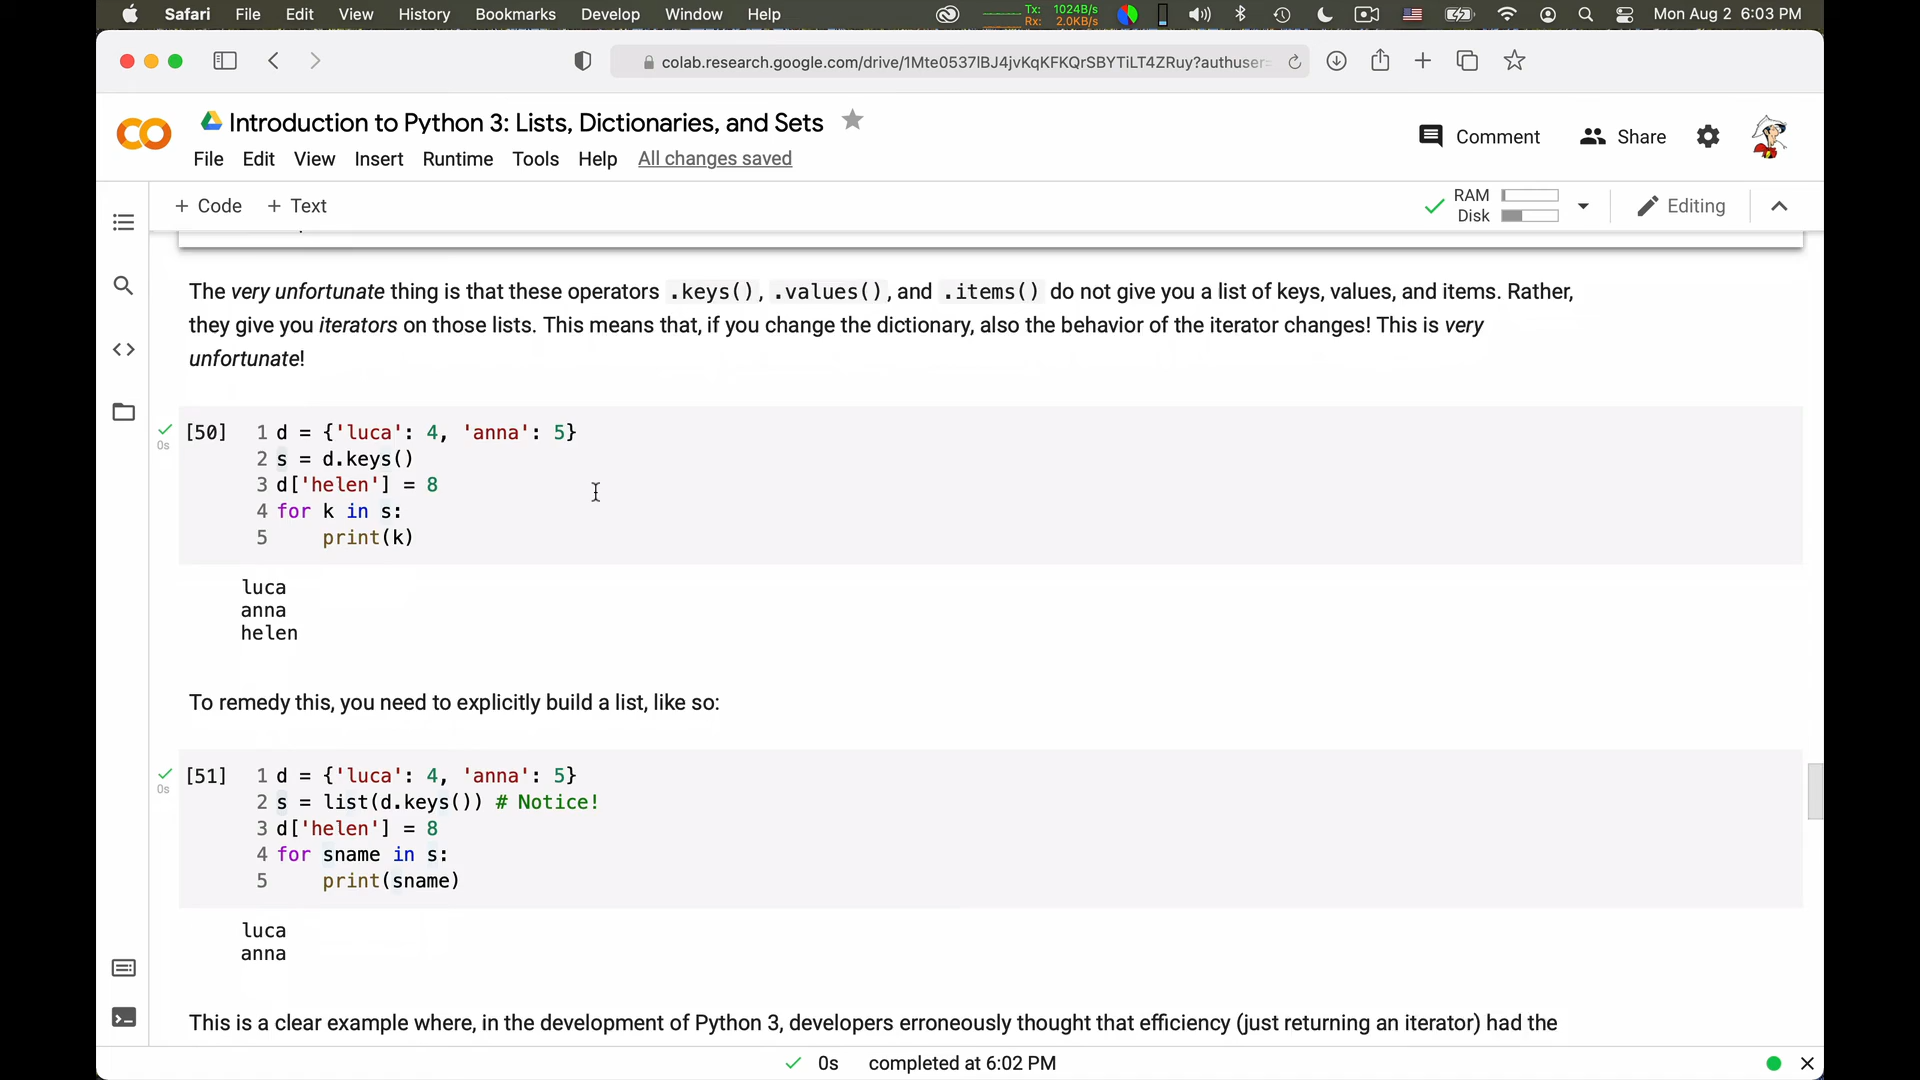 Safari File Edit View History Bookmarks Develop Window Help Tx: 1024B/s Rx: 2.0KB/s Mon Aug 2 6:03 PM
Introduction to Python 3: Lists, Dictionaries, and Sets
Comment Share
File Edit View Insert Runtime Tools Help All changes saved
+ Code + Text RAM Disk Editing
The very unfortunate thing is that these operators .keys(), .values(), and .items() do not give you a list of keys, values, and items. Rather,
they give you iterators on those lists. This means that, if you change the dictionary, also the behavior of the iterator changes! This is very
unfortunate!
[50] 1 d = {'luca': 4, 'anna': 5}
0s
2 s = d.keys()
3 d['helen'] = 8
4 for k in s:
5     print(k)
luca
anna
helen
To remedy this, you need to explicitly build a list, like so:
[51] 1 d = {'luca': 4, 'anna': 5}
0s
2 s = list(d.keys()) # Notice!
3 d['helen'] = 8
4 for sname in s:
5     print(sname)
luca
anna
This is a clear example where, in the development of Python 3, developers erroneously thought that efficiency (just returning an iterator) had the
0s completed at 6:02 PM